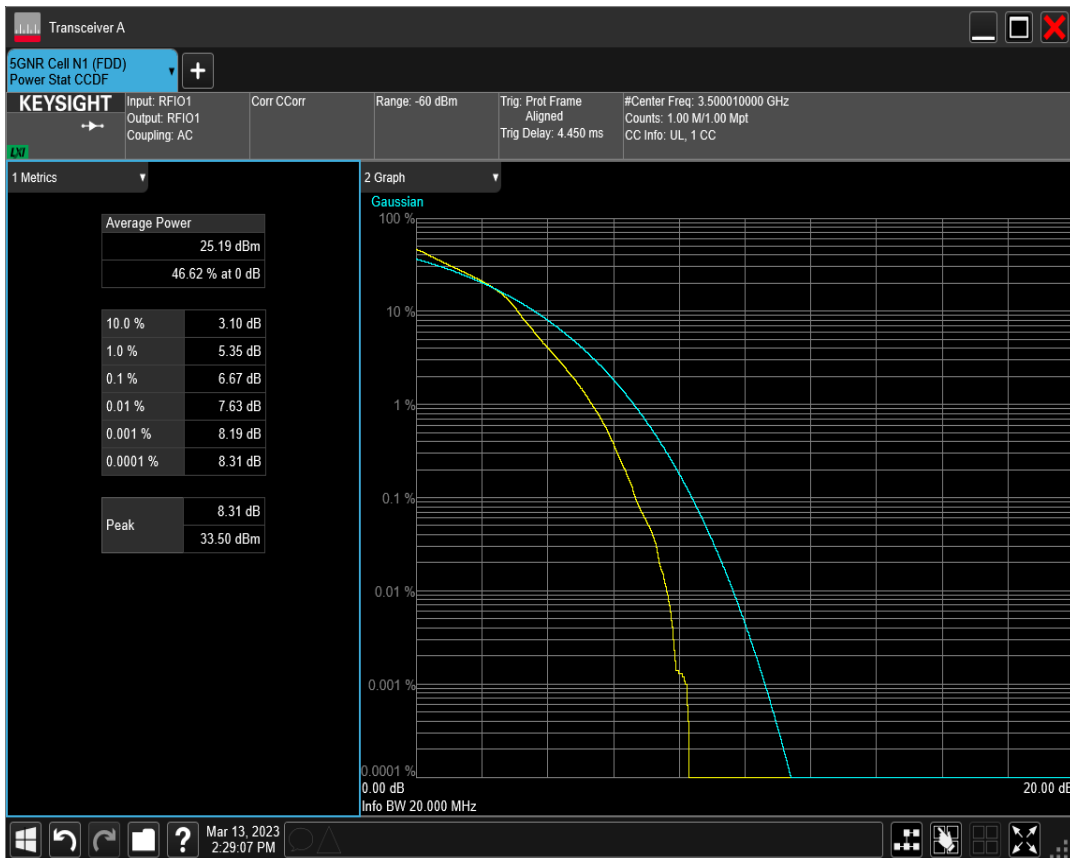 Transceiver A
5GNR Cell N1 (FDD)
Power Stat CCDF
KEYSIGHT
LXI
Input: RFIO1
Output: RFIO1
Coupling: AC
Corr CCorr
Range: -60 dBm
Trig: Prot Frame
Aligned
Trig Delay: 4.450 ms
#Center Freq: 3.500010000 GHz
Counts: 1.00 M/1.00 Mpt
CC Info: UL, 1 CC
1 Metrics
Average Power
25.19 dBm
46.62 % at 0 dB
10.0 % 3.10 dB
1.0 % 5.35 dB
0.1 % 6.67 dB
0.01 % 7.63 dB
0.001 % 8.19 dB
0.0001 % 8.31 dB
Peak
8.31 dB
33.50 dBm
2 Graph
Gaussian
100 %
10 %
1 %
0.1 %
0.01 %
0.001 %
0.0001 %
0.00 dB
20.00 dB
Info BW 20.000 MHz
?
Mar 13, 2023
2:29:07 PM